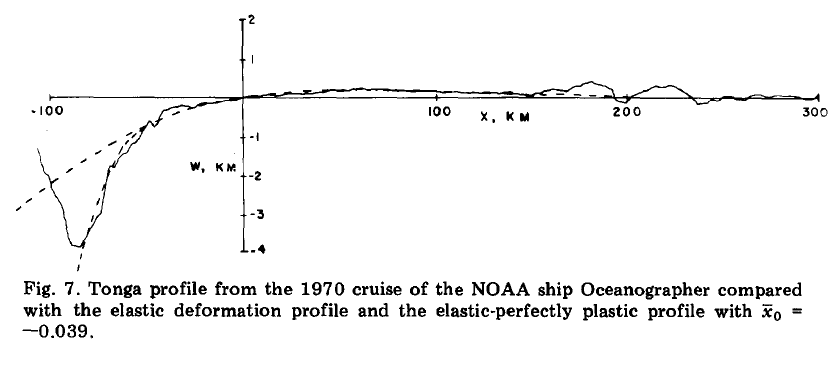 2
1
-100
100
200
300
X, KM
-1
W, KM
-2
-3
-4
Fig. 7. Tonga profile from the 1970 cruise of the NOAA ship Oceanographer compared
with the elastic deformation profile and the elastic-perfectly plastic profile with x̄₀ =
—0.039.